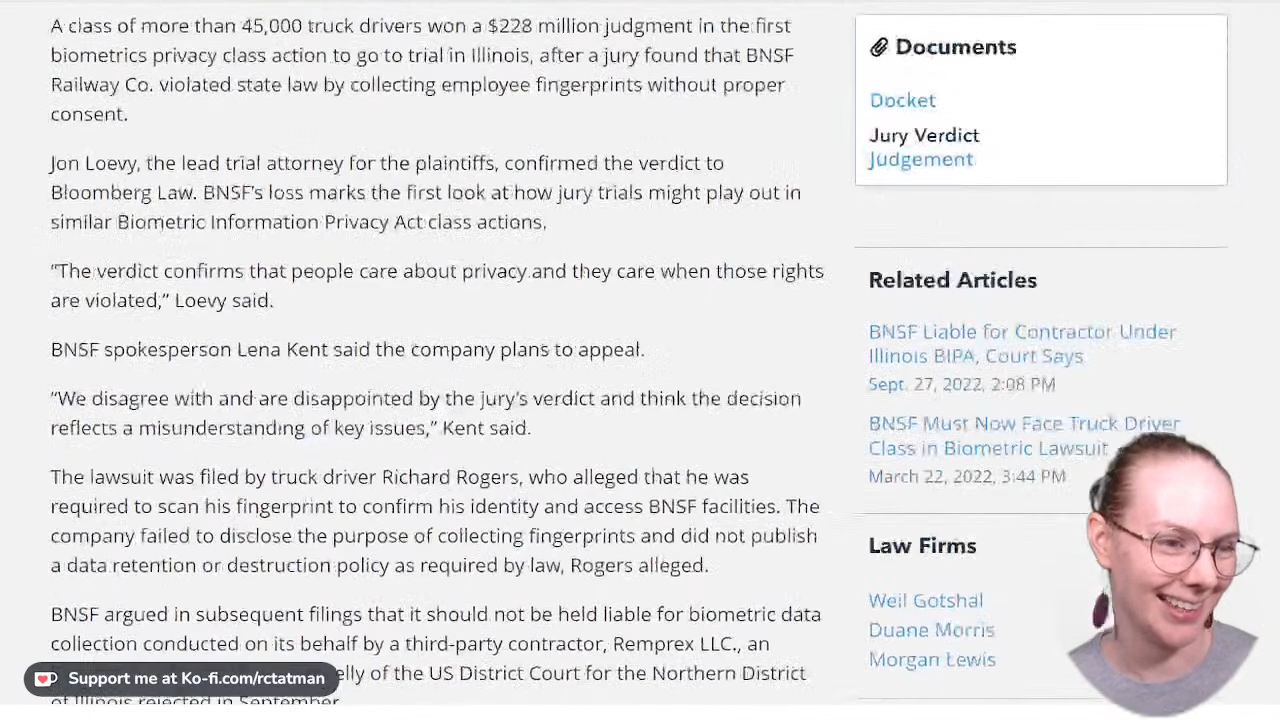 A class of more than 45,000 truck drivers won a $228 million judgment in the first
biometrics privacy class action to go to trial in Illinois, after a jury found that BNSF
Railway Co. violated state law by collecting employee fingerprints without proper
consent.
Jon Loevy, the lead trial attorney for the plaintiffs, confirmed the verdict to
Bloomberg Law. BNSF's loss marks the first look at how jury trials might play out in
similar Biometric Information Privacy Act class actions.
“The verdict confirms that people care about privacy and they care when those rights
are violated,” Loevy said.
BNSF spokesperson Lena Kent said the company plans to appeal.
“We disagree with and are disappointed by the jury's verdict and think the decision
reflects a misunderstanding of key issues,” Kent said.
The lawsuit was filed by truck driver Richard Rogers, who alleged that he was
required to scan his fingerprint to confirm his identity and access BNSF facilities. The
company failed to disclose the purpose of collecting fingerprints and did not publish
a data retention or destruction policy as required by law, Rogers alleged.
BNSF argued in subsequent filings that it should not be held liable for biometric data
collection conducted on its behalf by a third-party contractor, Remprex LLC., an
elly of the US District Court for the Northern District
of Illinois rejected in September.
Support me at Ko-fi.com/rctatman
Documents
Docket
Jury Verdict
Judgement
Related Articles
BNSF Liable for Contractor Under
Illinois BIPA, Court Says
Sept. 27, 2022, 2:08 PM
BNSF Must Now Face Truck Driver
Class in Biometric Lawsuit
March 22, 2022, 3:44 PM
Law Firms
Weil Gotshal
Duane Morris
Morgan Lewis